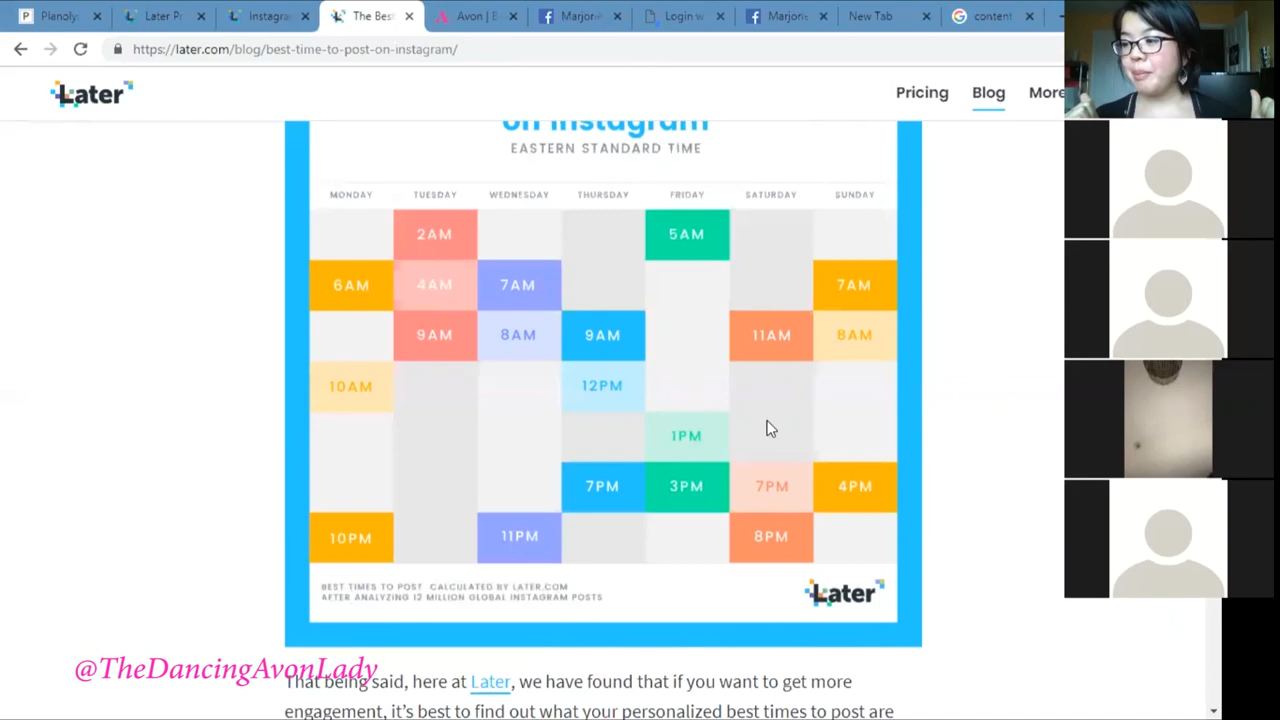 Planoly
Later Pr
Instagra
The Bes
Avon | B
Marjorie
Login w
Marjorie
New Tab
content
https://later.com/blog/best-time-to-post-on-instagram/
Later
Pricing
Blog
More
on Instagram
EASTERN STANDARD TIME
MONDAY TUESDAY WEDNESDAY THURSDAY FRIDAY SATURDAY SUNDAY
2AM 5AM
6AM 4AM 7AM 7AM
9AM 8AM 9AM 11AM 8AM
10AM 12PM
1PM
7PM 3PM 7PM 4PM
10PM 11PM 8PM
BEST TIMES TO POST CALCULATED BY LATER.COM
AFTER ANALYZING 12 MILLION GLOBAL INSTAGRAM POSTS
Later
@TheDancingAvonLady
That being said, here at Later, we have found that if you want to get more
engagement, it's best to find out what your personalized best times to post are